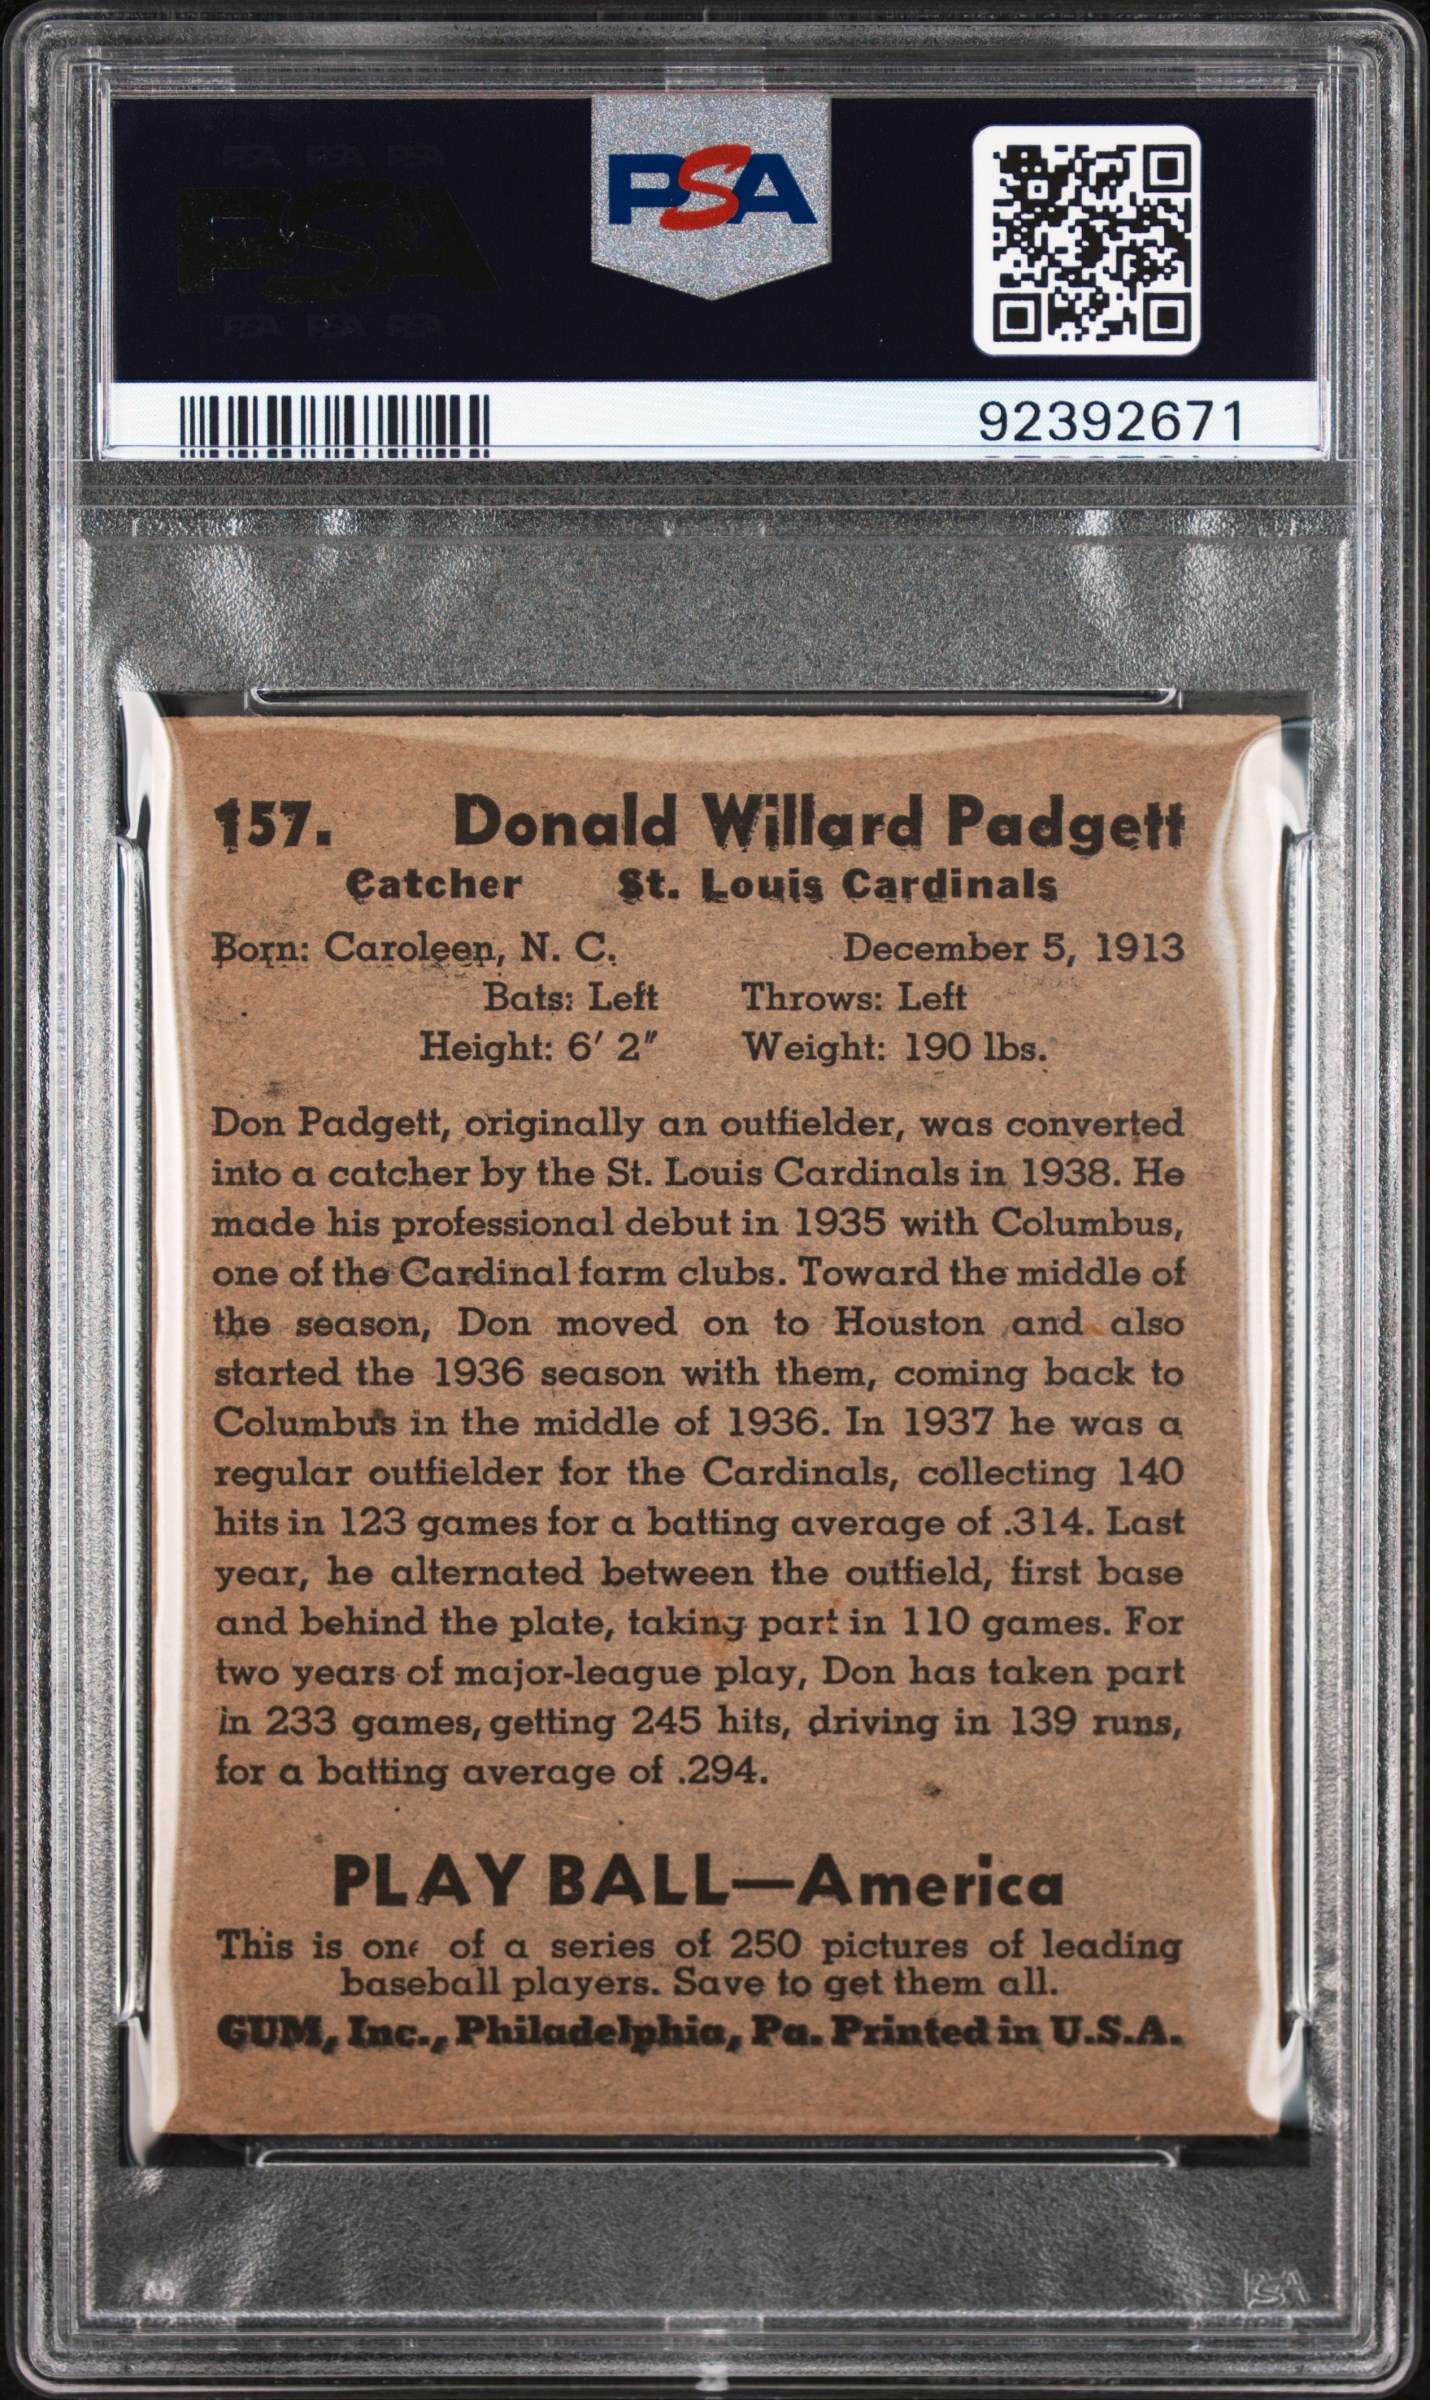 PSA PSA PSA
PSA
PSA PSA PSA
PSA
92392671
157. Donald Willard Padgett
Catcher St. Louis Cardinals
Born: Caroleen, N. C. December 5, 1913
Bats: Left Throws: Left
Height: 6′ 2″ Weight: 190 lbs.
Don Padgett, originally an outfielder, was converted
into a catcher by the St. Louis Cardinals in 1938. He
made his professional debut in 1935 with Columbus,
one of the Cardinal farm clubs. Toward the middle of
the season, Don moved on to Houston and also
started the 1936 season with them, coming back to
Columbus in the middle of 1936. In 1937 he was a
regular outfielder for the Cardinals, collecting 140
hits in 123 games for a batting average of .314. Last
year, he alternated between the outfield, first base
and behind the plate, taking part in 110 games. For
two years of major-league play, Don has taken part
in 233 games, getting 245 hits, driving in 139 runs,
for a batting average of .294.
PLAY BALL—America
This is one of a series of 250 pictures of leading
baseball players. Save to get them all.
GUM, Inc., Philadelphia, Pa. Printed in U.S.A.
PSA